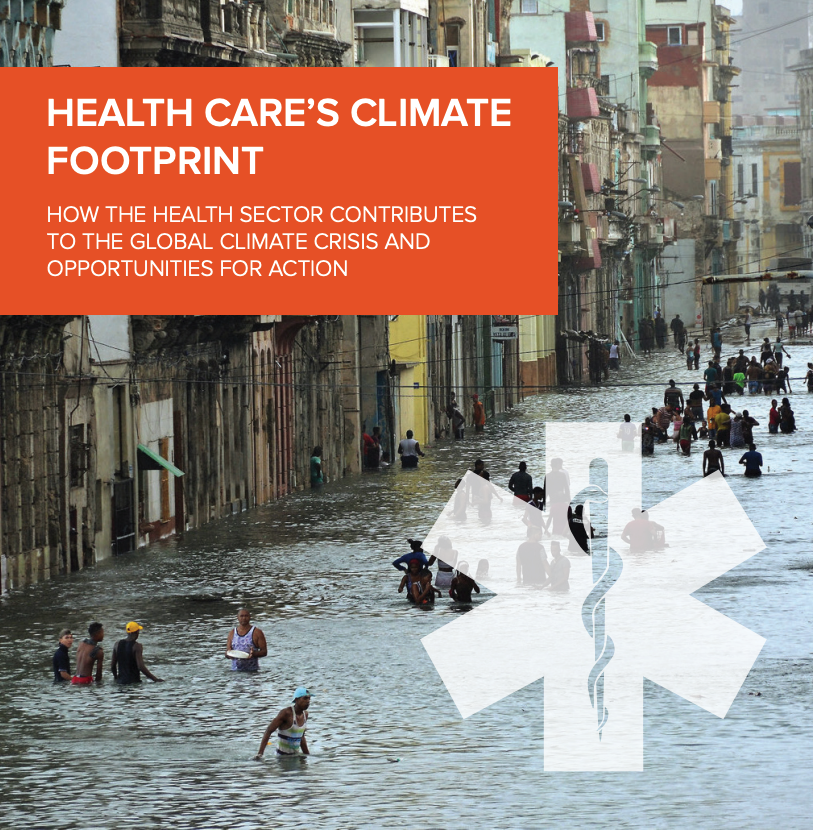 HEALTH CARE’S CLIMATE
FOOTPRINT
HOW THE HEALTH SECTOR CONTRIBUTES
TO THE GLOBAL CLIMATE CRISIS AND
OPPORTUNITIES FOR ACTION